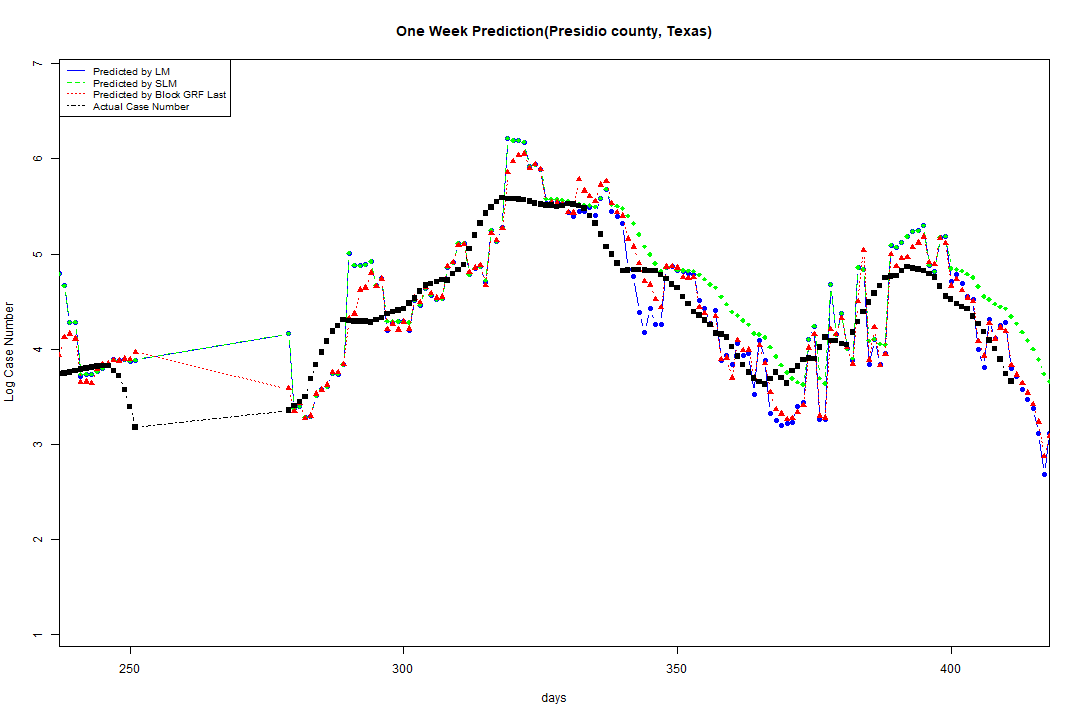 One Week Prediction(Presidio county, Texas)
7
Predicted by LM
Predicted by SLM
Predicted by Block GRF Last
Actual Case Number
6
5
4
3
2
1
Log Case Number
250 300 350 400
days